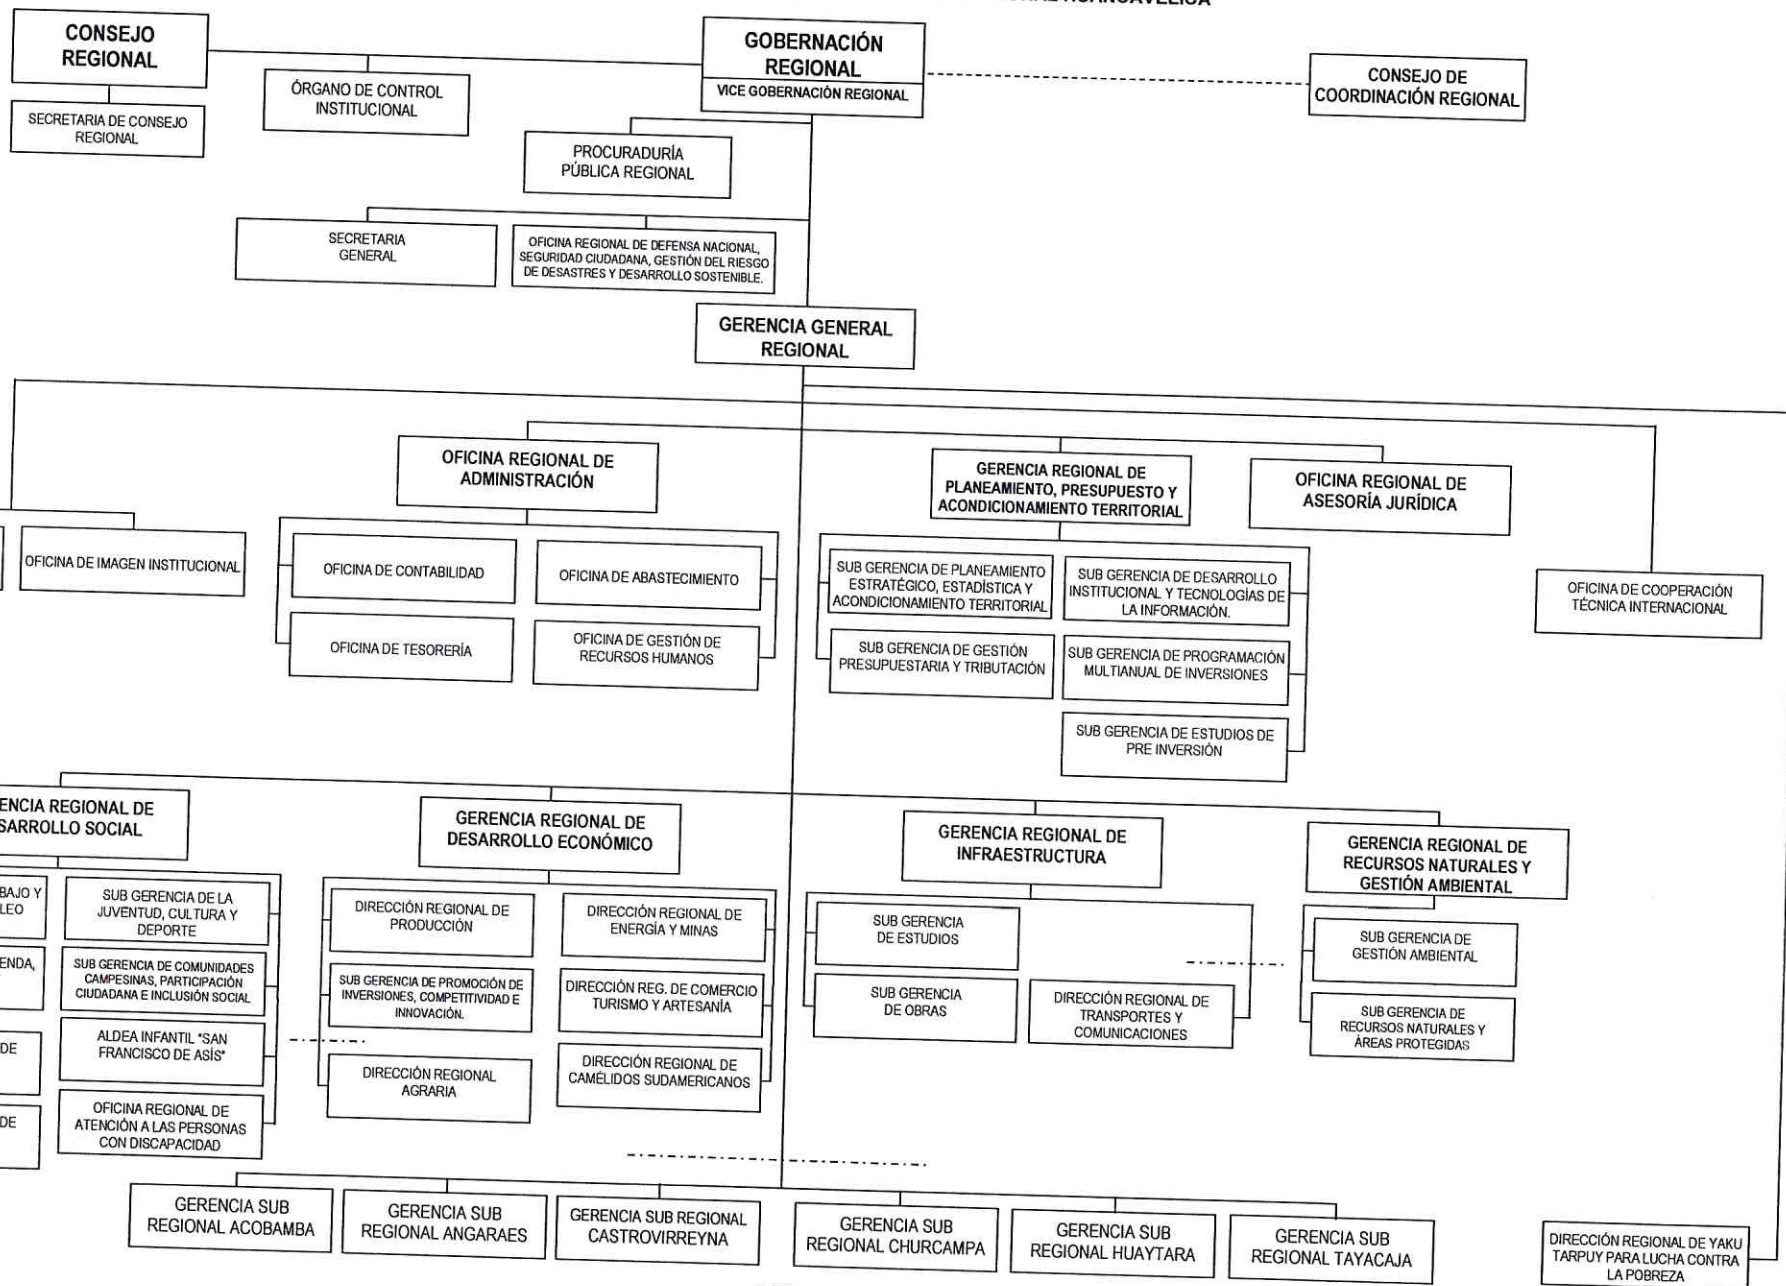 HUANCAVELICA
CONSEJO
REGIONAL
GOBERNACIÓN
REGIONAL
VICE GOBERNACIÓN REGIONAL
CONSEJO DE
COORDINACIÓN REGIONAL
ÓRGANO DE CONTROL
INSTITUCIONAL
SECRETARIA DE CONSEJO
REGIONAL
PROCURADURÍA
PÚBLICA REGIONAL
SECRETARIA
GENERAL
OFICINA REGIONAL DE DEFENSA NACIONAL,
SEGURIDAD CIUDADANA, GESTIÓN DEL RIESGO
DE DESASTRES Y DESARROLLO SOSTENIBLE.
GERENCIA GENERAL
REGIONAL
OFICINA REGIONAL DE
ADMINISTRACIÓN
GERENCIA REGIONAL DE
PLANEAMIENTO, PRESUPUESTO Y
ACONDICIONAMIENTO TERRITORIAL
OFICINA REGIONAL DE
ASESORÍA JURÍDICA
OFICINA DE IMAGEN INSTITUCIONAL
OFICINA DE CONTABILIDAD
OFICINA DE ABASTECIMIENTO
OFICINA DE TESORERÍA
OFICINA DE GESTIÓN DE
RECURSOS HUMANOS
SUB GERENCIA DE PLANEAMIENTO
ESTRATÉGICO, ESTADÍSTICA Y
ACONDICIONAMIENTO TERRITORIAL
SUB GERENCIA DE DESARROLLO
INSTITUCIONAL Y TECNOLOGÍAS DE
LA INFORMACIÓN.
SUB GERENCIA DE GESTIÓN
PRESUPUESTARIA Y TRIBUTACIÓN
SUB GERENCIA DE PROGRAMACIÓN
MULTIANUAL DE INVERSIONES
SUB GERENCIA DE ESTUDIOS DE
PRE INVERSIÓN
OFICINA DE COOPERACIÓN
TÉCNICA INTERNACIONAL
ENCIA REGIONAL DE
SARROLLO SOCIAL
GERENCIA REGIONAL DE
DESARROLLO ECONÓMICO
GERENCIA REGIONAL DE
INFRAESTRUCTURA
GERENCIA REGIONAL DE
RECURSOS NATURALES Y
GESTIÓN AMBIENTAL
BAJO Y
LEO
ENDA,
DE
DE
SUB GERENCIA DE LA
JUVENTUD, CULTURA Y
DEPORTE
SUB GERENCIA DE COMUNIDADES
CAMPESINAS, PARTICIPACIÓN
CIUDADANA E INCLUSIÓN SOCIAL
ALDEA INFANTIL "SAN
FRANCISCO DE ASÍS"
OFICINA REGIONAL DE
ATENCIÓN A LAS PERSONAS
CON DISCAPACIDAD
DIRECCIÓN REGIONAL DE
PRODUCCIÓN
DIRECCIÓN REGIONAL DE
ENERGÍA Y MINAS
SUB GERENCIA DE PROMOCIÓN DE
INVERSIONES, COMPETITIVIDAD E
INNOVACIÓN.
DIRECCIÓN REG. DE COMERCIO
TURISMO Y ARTESANÍA
DIRECCIÓN REGIONAL
AGRARIA
DIRECCIÓN REGIONAL DE
CAMÉLIDOS SUDAMERICANOS
SUB GERENCIA
DE ESTUDIOS
SUB GERENCIA
DE OBRAS
DIRECCIÓN REGIONAL DE
TRANSPORTES Y
COMUNICACIONES
SUB GERENCIA DE
GESTIÓN AMBIENTAL
SUB GERENCIA DE
RECURSOS NATURALES Y
ÁREAS PROTEGIDAS
GERENCIA SUB
REGIONAL ACOBAMBA
GERENCIA SUB
REGIONAL ANGARAES
GERENCIA SUB REGIONAL
CASTROVIRREYNA
GERENCIA SUB
REGIONAL CHURCAMPA
GERENCIA SUB
REGIONAL HUAYTARA
GERENCIA SUB
REGIONAL TAYACAJA
DIRECCIÓN REGIONAL DE YAKU
TARPUY PARA LUCHA CONTRA
LA POBREZA